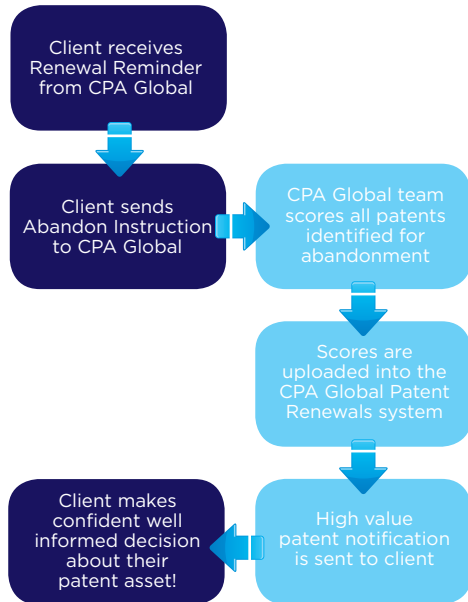 Client receives
Renewal Reminder
from CPA Global
Client sends
Abandon Instruction
to CPA Global
CPA Global team
scores all patents
identified for
abandonment
Scores are
uploaded into the
CPA Global Patent
Renewals system
High value
patent notification
is sent to client
Client makes
confident well
informed decision
about their
patent asset!